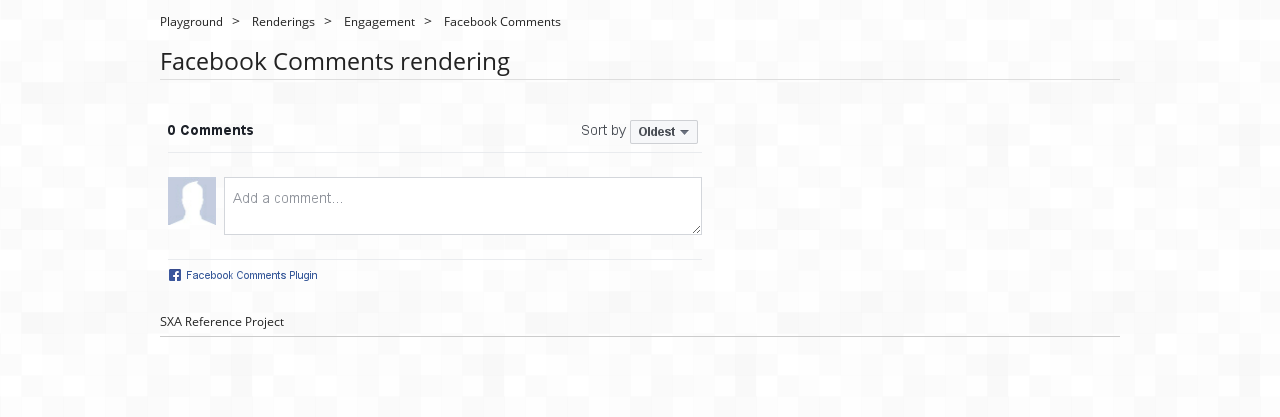 Playground > Renderings > Engagement > Facebook Comments
Facebook Comments rendering
0 Comments Sort by Oldest
Add a comment...
Facebook Comments Plugin
SXA Reference Project